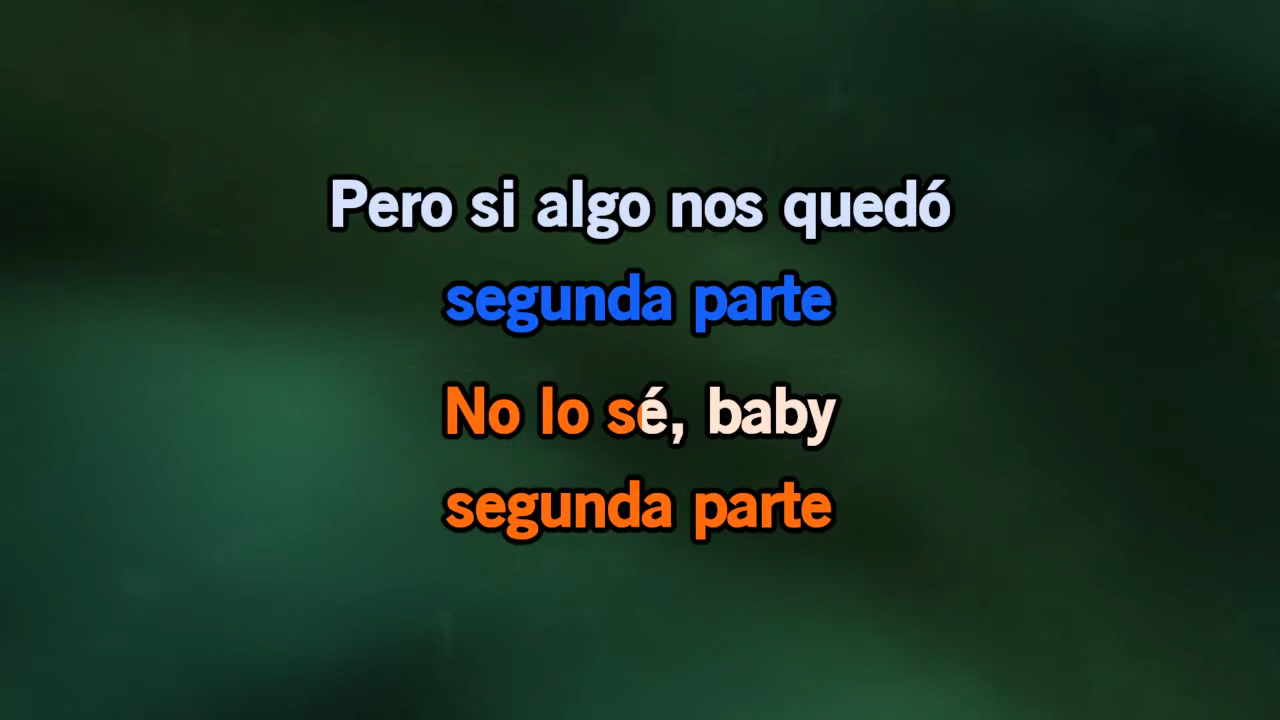 Pero si algo nos quedó
segunda parte
No lo sé, baby
segunda parte